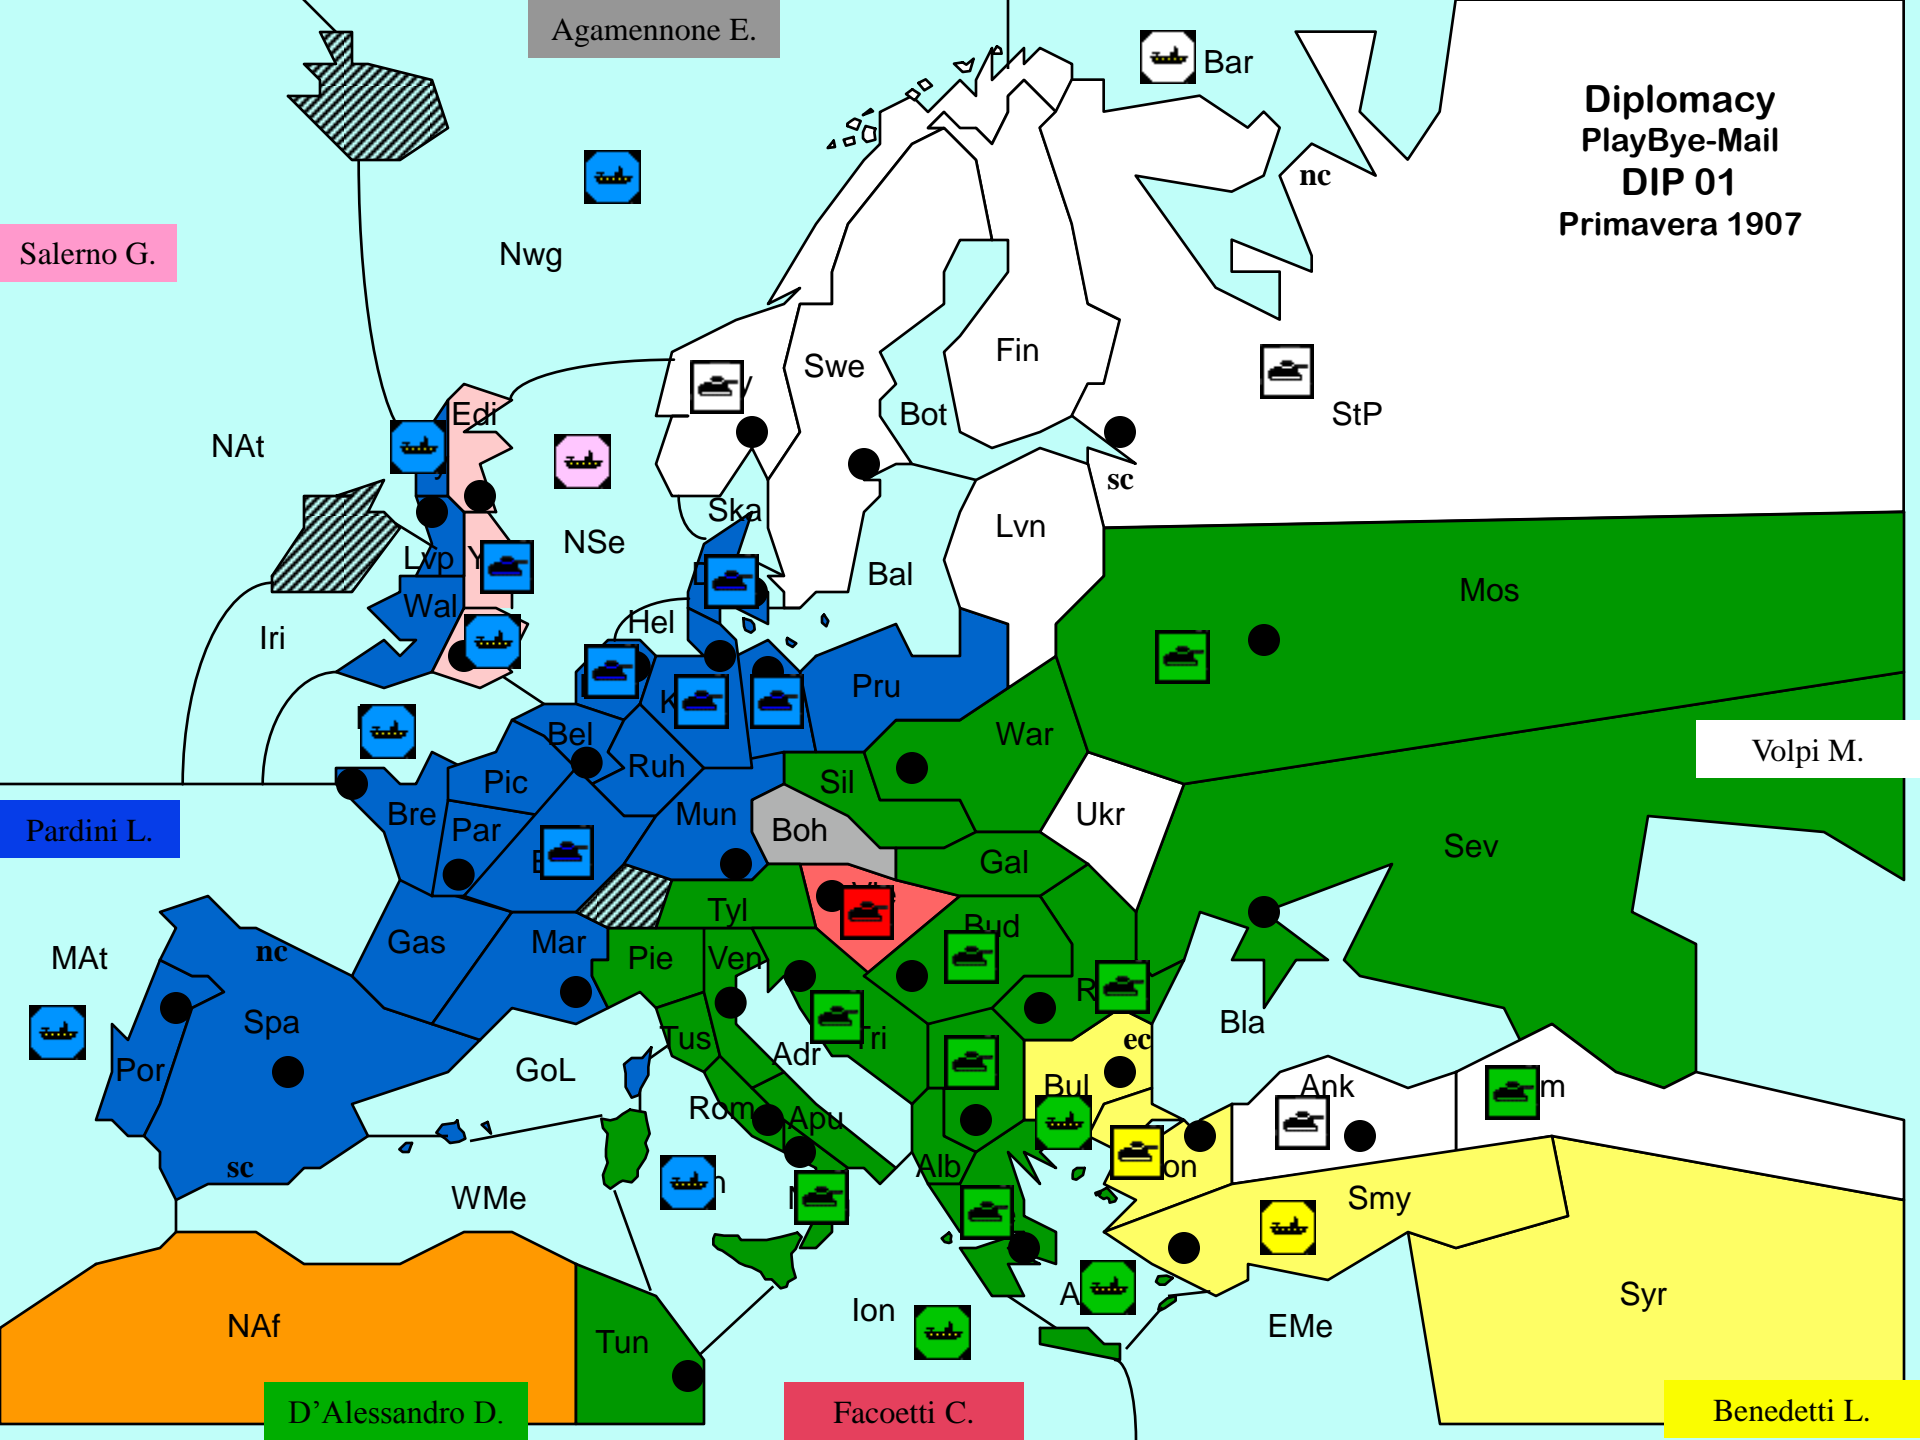 Agamennone E.
Bar
Diplomacy
PlayBye-Mail
DIP 01
Primavera 1907
nc
Salerno G.
Nwg
Fin
Swe
Edi
Bot
StP
NAt
sc
Ska
Lvn
NSe
Lvp
Bal
Mos
Wal
Hel
Iri
Pru
Bel
War
Volpi M.
Ruh
Pic
Sil
Bre
Par
Mun
Boh
Ukr
Pardini L.
Gal
Sev
Tyl
Bud
Gas
Mar
nc
MAt
Pie
Ven
Spa
Bla
Tus
Tri
ec
Adr
Por
GoL
Bul
Ank
Rom
Apu
Alb
sc
WMe
Smy
Syr
Ion
NAf
EMe
Tun
D'Alessandro D.
Facoetti C.
Benedetti L.